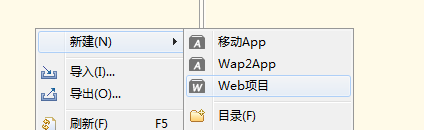 新建(N)
导入(I)...
导出(O)...
刷新(F) F5
移动App
Wap2App
Web项目
目录(F)